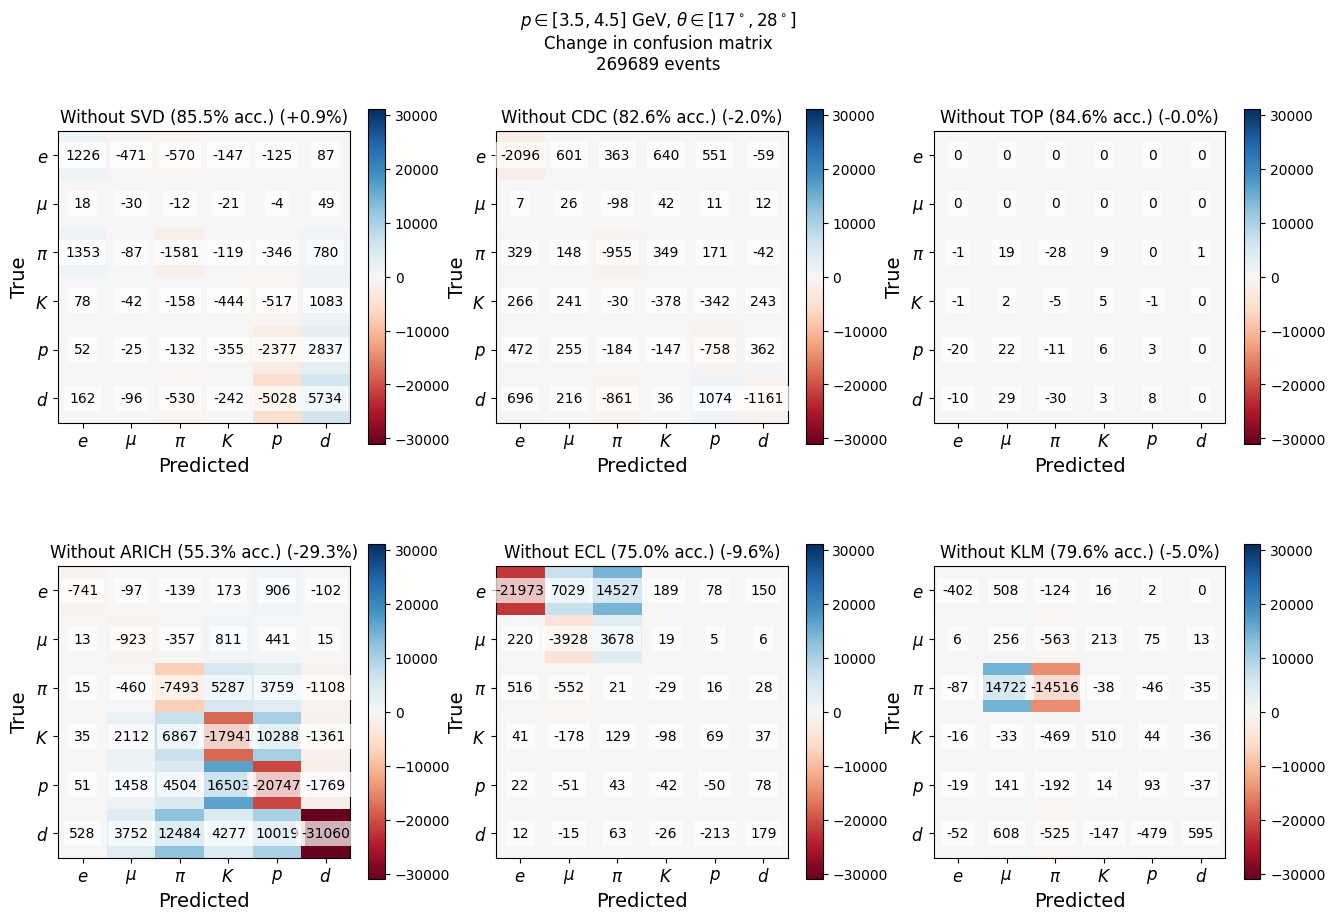 p ∈ [3.5, 4.5] GeV, θ ∈ [17°, 28°]
Change in confusion matrix
269689 events
Without SVD (85.5% acc.) (+0.9%)
True
e 1226 -471 -570 -147 -125 87
μ 18 -30 -12 -21 -4 49
π 1353 -87 -1581 -119 -346 780
K 78 -42 -158 -444 -517 1083
p 52 -25 -132 -355 -2377 2837
d 162 -96 -530 -242 -5028 5734
e μ π K p d
Predicted
30000
20000
10000
0
−10000
−20000
−30000
Without CDC (82.6% acc.) (-2.0%)
True
e -2096 601 363 640 551 -59
μ 7 26 -98 42 11 12
π 329 148 -955 349 171 -42
K 266 241 -30 -378 -342 243
p 472 255 -184 -147 -758 362
d 696 216 -861 36 1074 -1161
e μ π K p d
Predicted
30000
20000
10000
0
−10000
−20000
−30000
Without TOP (84.6% acc.) (-0.0%)
True
e 0 0 0 0 0 0
μ 0 0 0 0 0 0
π -1 19 -28 9 0 1
K -1 2 -5 5 -1 0
p -20 22 -11 6 3 0
d -10 29 -30 3 8 0
e μ π K p d
Predicted
30000
20000
10000
0
−10000
−20000
−30000
Without ARICH (55.3% acc.) (-29.3%)
True
e -741 -97 -139 173 906 -102
μ 13 -923 -357 811 441 15
π 15 -460 -7493 5287 3759 -1108
K 35 2112 6867 -17941 10288 -1361
p 51 1458 4504 16503 -20747 -1769
d 528 3752 12484 4277 10019 -31060
e μ π K p d
Predicted
30000
20000
10000
0
−10000
−20000
−30000
Without ECL (75.0% acc.) (-9.6%)
True
e -21973 7029 14527 189 78 150
μ 220 -3928 3678 19 5 6
π 516 -552 21 -29 16 28
K 41 -178 129 -98 69 37
p 22 -51 43 -42 -50 78
d 12 -15 63 -26 -213 179
e μ π K p d
Predicted
30000
20000
10000
0
−10000
−20000
−30000
Without KLM (79.6% acc.) (-5.0%)
True
e -402 508 -124 16 2 0
μ 6 256 -563 213 75 13
π -87 14722 -14516 -38 -46 -35
K -16 -33 -469 510 44 -36
p -19 141 -192 14 93 -37
d -52 608 -525 -147 -479 595
e μ π K p d
Predicted
30000
20000
10000
0
−10000
−20000
−30000